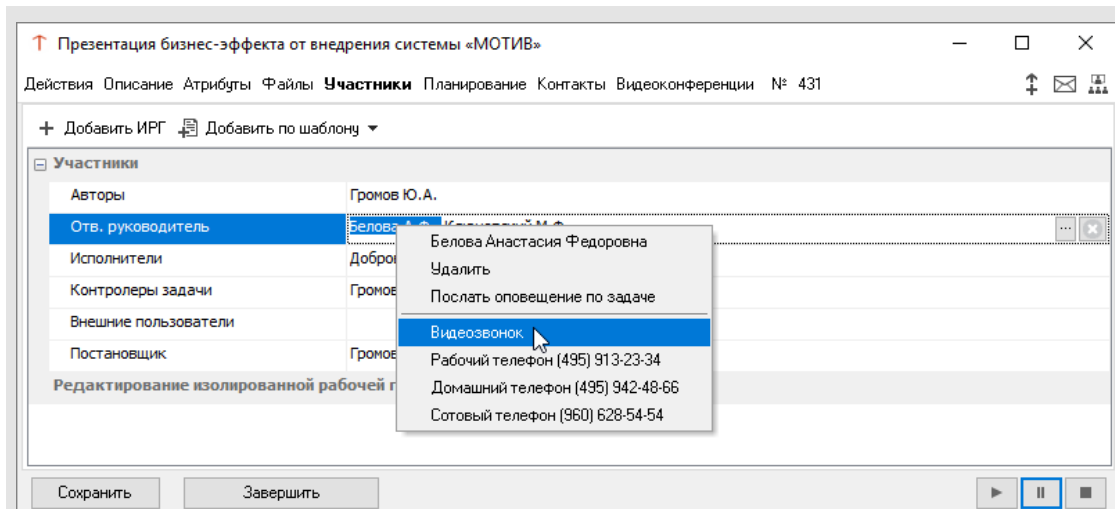 Презентация бизнес-эффекта от внедрения системы «МОТИВ»
Действия Описание Атрибуты Файлы Участники Планирование Контакты Видеоконференции № 431
Добавить ИРГ Добавить по шаблону
Участники
Авторы Громов Ю.А.
Отв. руководитель Белова А.Ф.
Исполнители
Контролеры задачи
Внешние пользователи
Постановщик
Редактирование изолированной рабочей
Белова Анастасия Федоровна
Удалить
Послать оповещение по задаче
Видеозвонок
Рабочий телефон (495) 913-23-34
Домашний телефон (495) 942-48-66
Сотовый телефон (960) 628-54-54
Сохранить Завершить